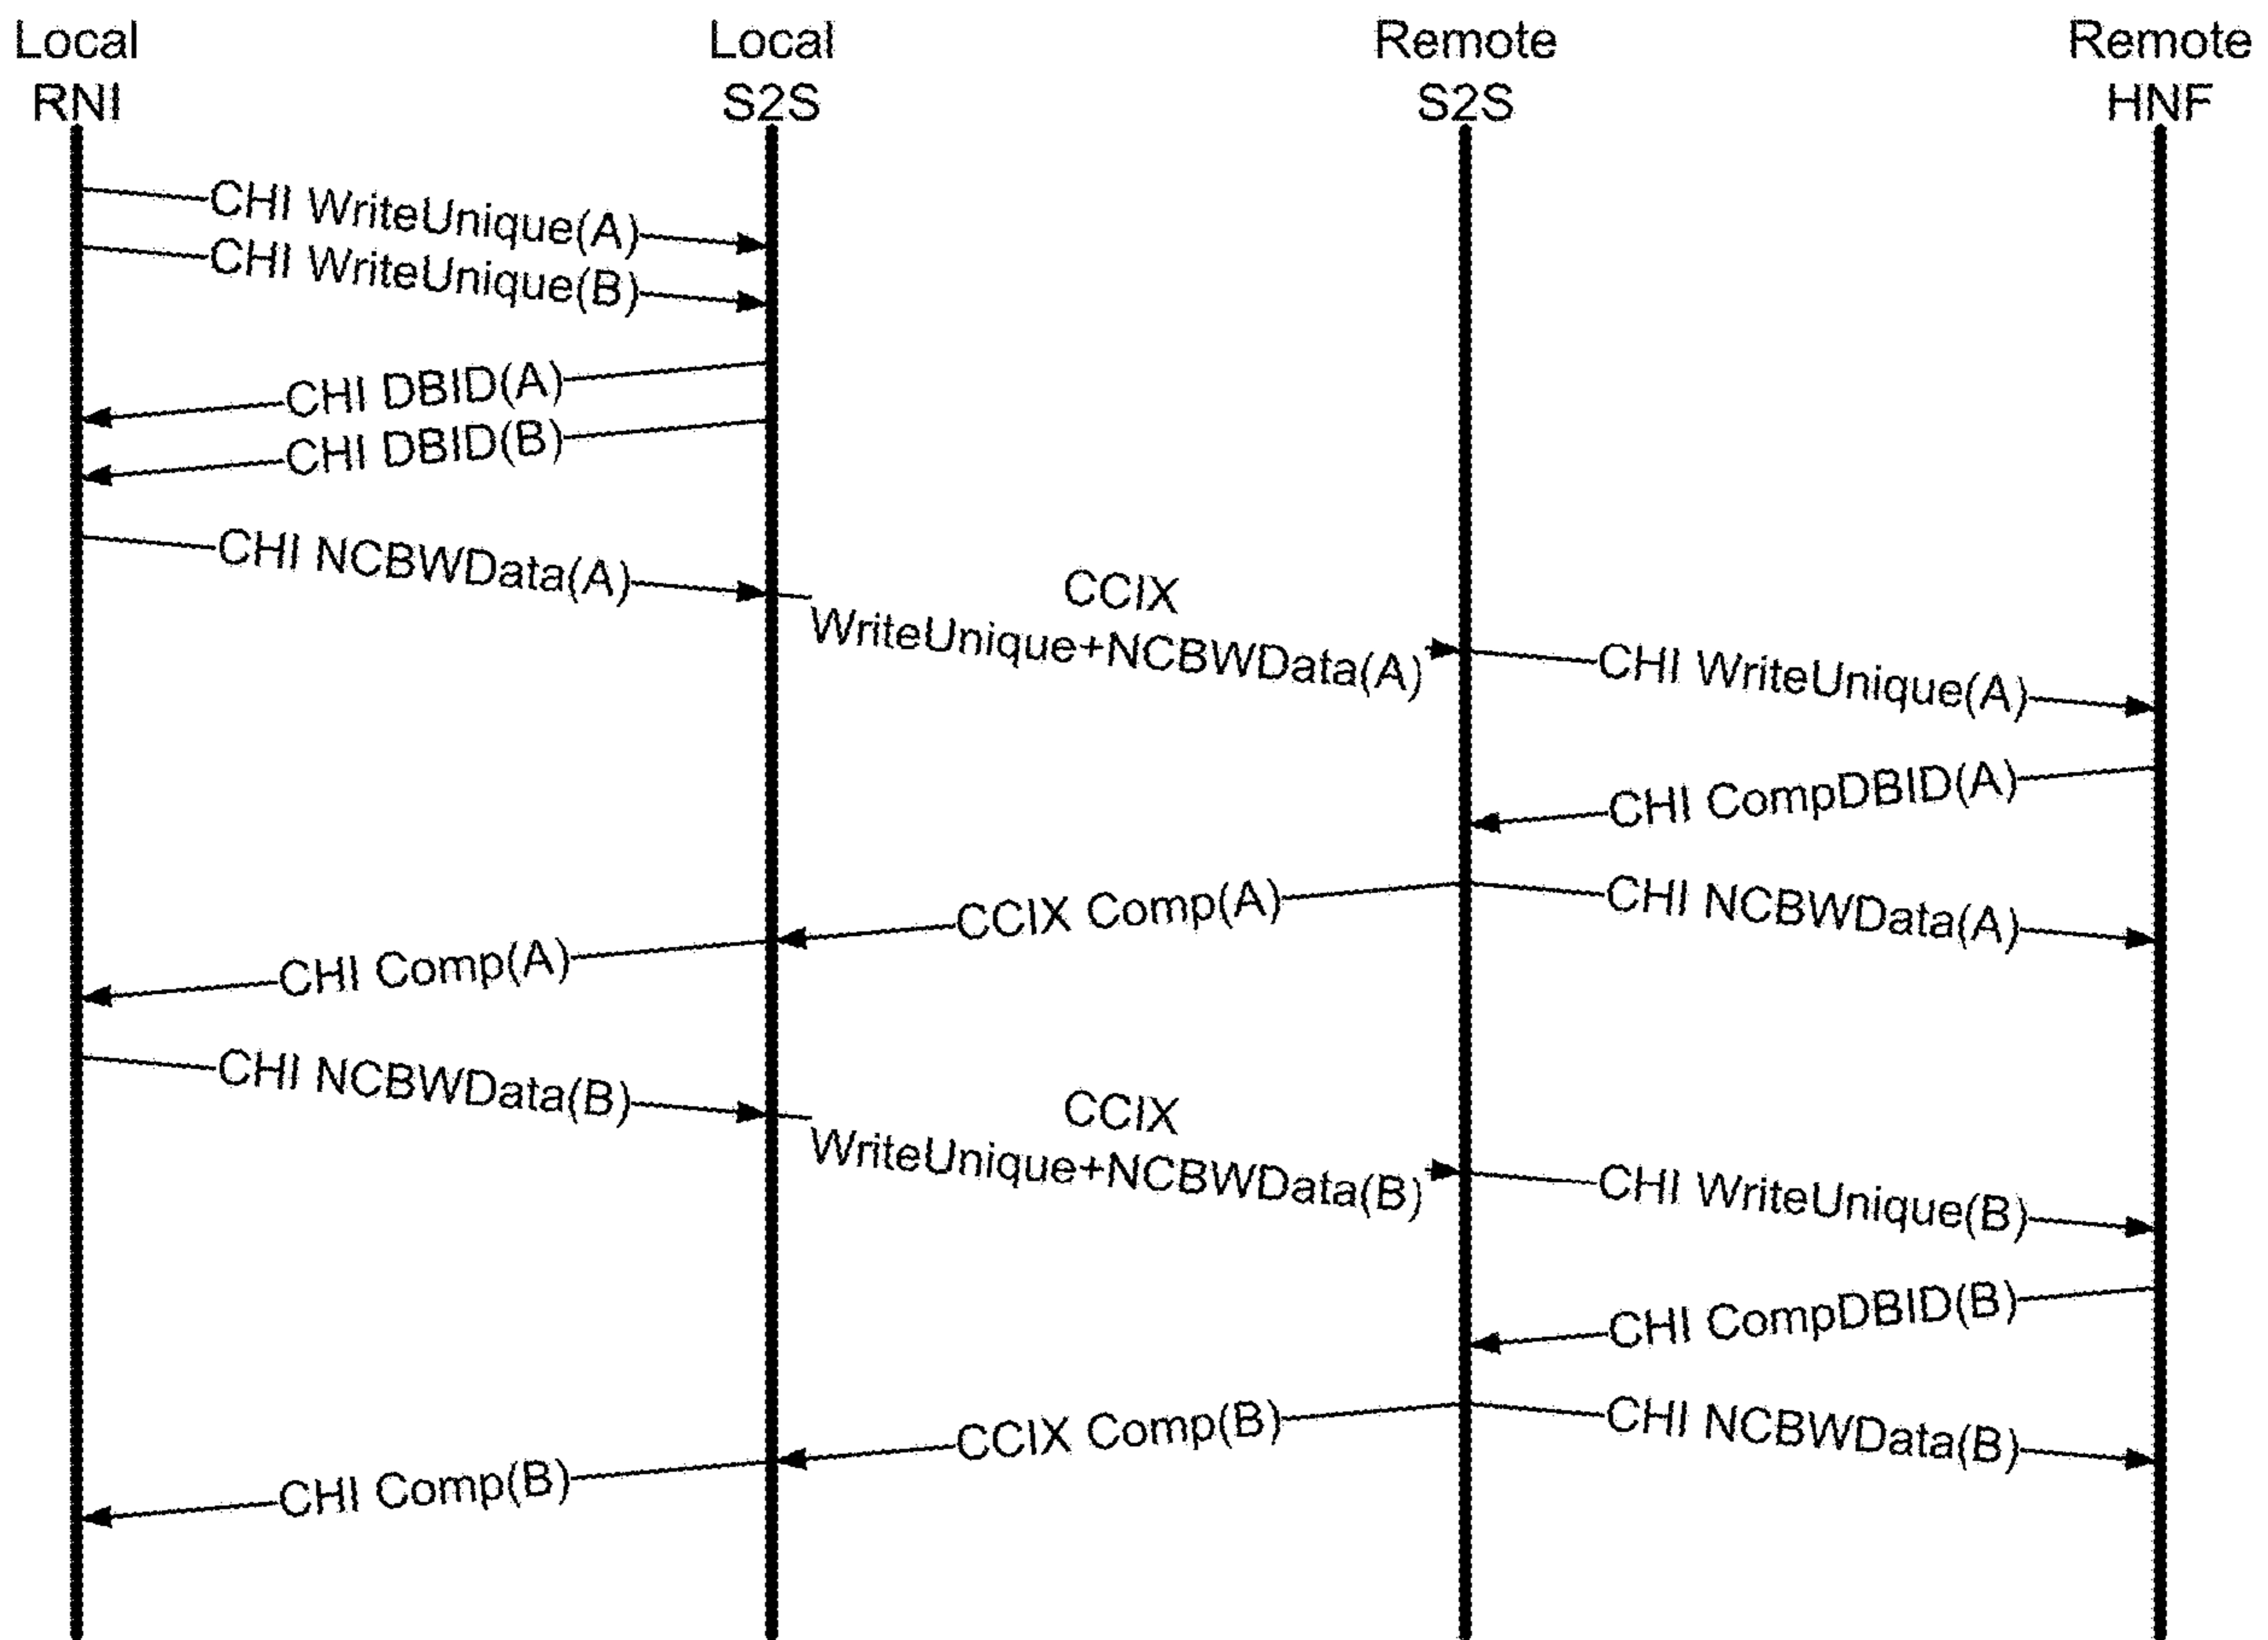 Local
RNI
Local
S2S
Remote
S2S
Remote
HNF
CHI WriteUnique(A)
CHI WriteUnique(B)
CHI DBID(A)
CHI DBID(B)
CHI NCBWData(A)
CCIX
WriteUnique+NCBWData(A)
CHI WriteUnique(A)
CHI CompDBID(A)
CHI NCBWData(A)
CCIX Comp(A)
CHI Comp(A)
CHI NCBWData(B)
CCIX
WriteUnique+NCBWData(B)
CHI WriteUnique(B)
CHI CompDBID(B)
CHI NCBWData(B)
CCIX Comp(B)
CHI Comp(B)